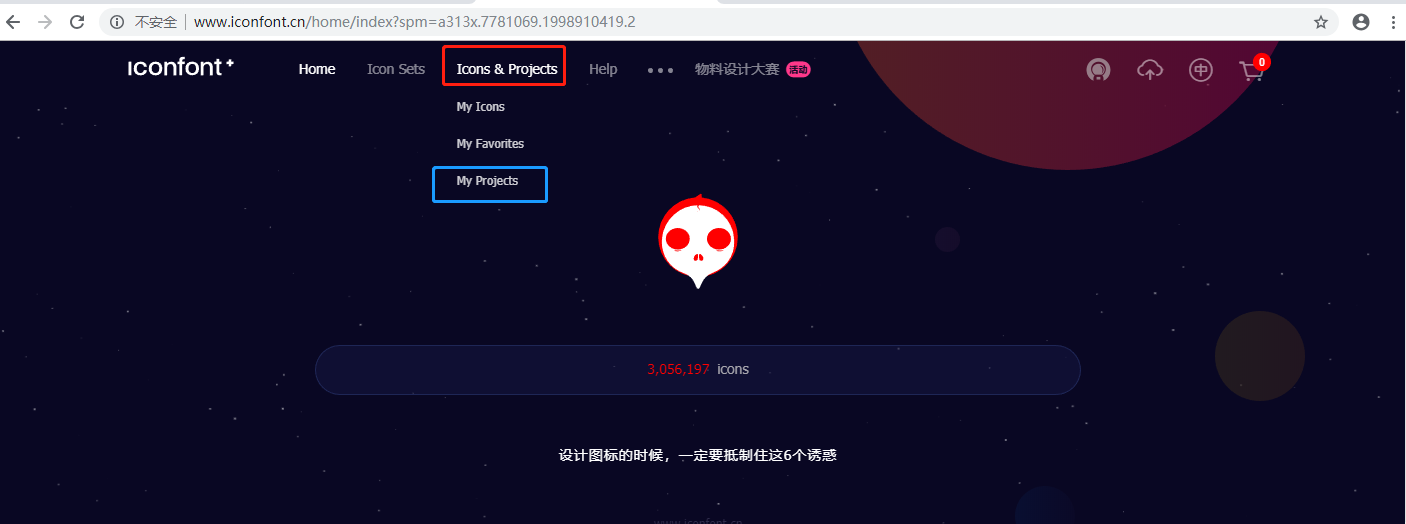 不安全 www.iconfont.cn/home/index?spm=a313x.7781069.1998910419.2
iconfont+ Home Icon Sets Icons & Projects Help 物料设计大赛 活动 中 0
My Icons
My Favorites
My Projects
3,056,197 icons
设计图标的时候，一定要抵制住这6个诱惑
www.iconfont.cn